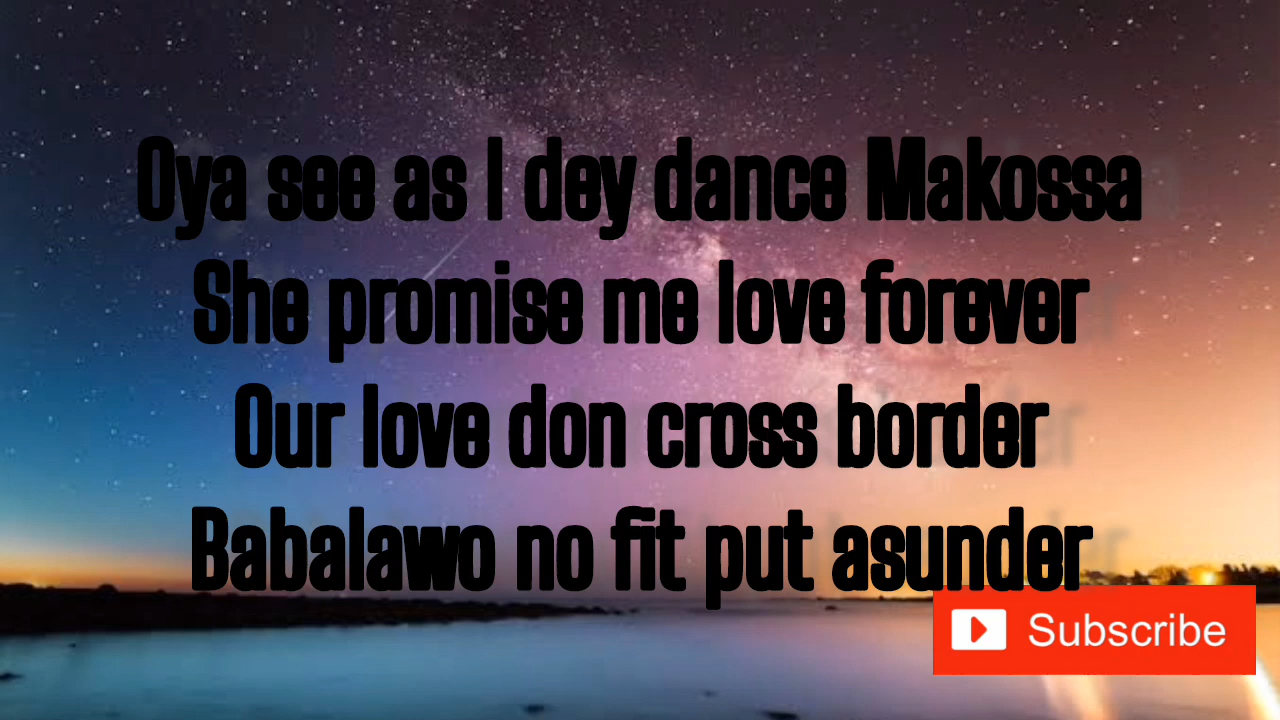 Oya see as I dey dance Makossa
She promise me love forever
Our love don cross border
Babalawo no fit put asunder
Subscribe